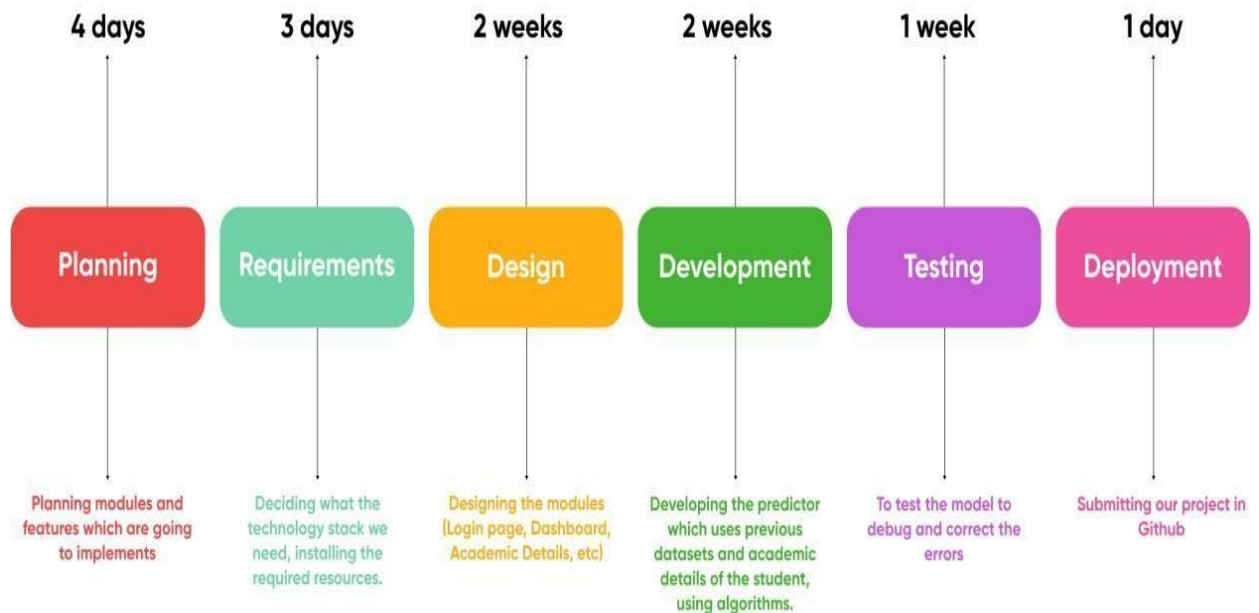 4 days
3 days
2 weeks
2 weeks
1 week
1 day
Planning
Requirements
Design
Development
Testing
Deployment
Planning modules and
features which are going
to implements
Deciding what the
technology stack we
need, installing the
required resources.
Designing the modules
(Login page, Dashboard,
Academic Details, etc)
Developing the predictor
which uses previous
datasets and academic
details of the student,
using algorithms.
To test the model to
debug and correct the
errors
Submitting our project in
Github